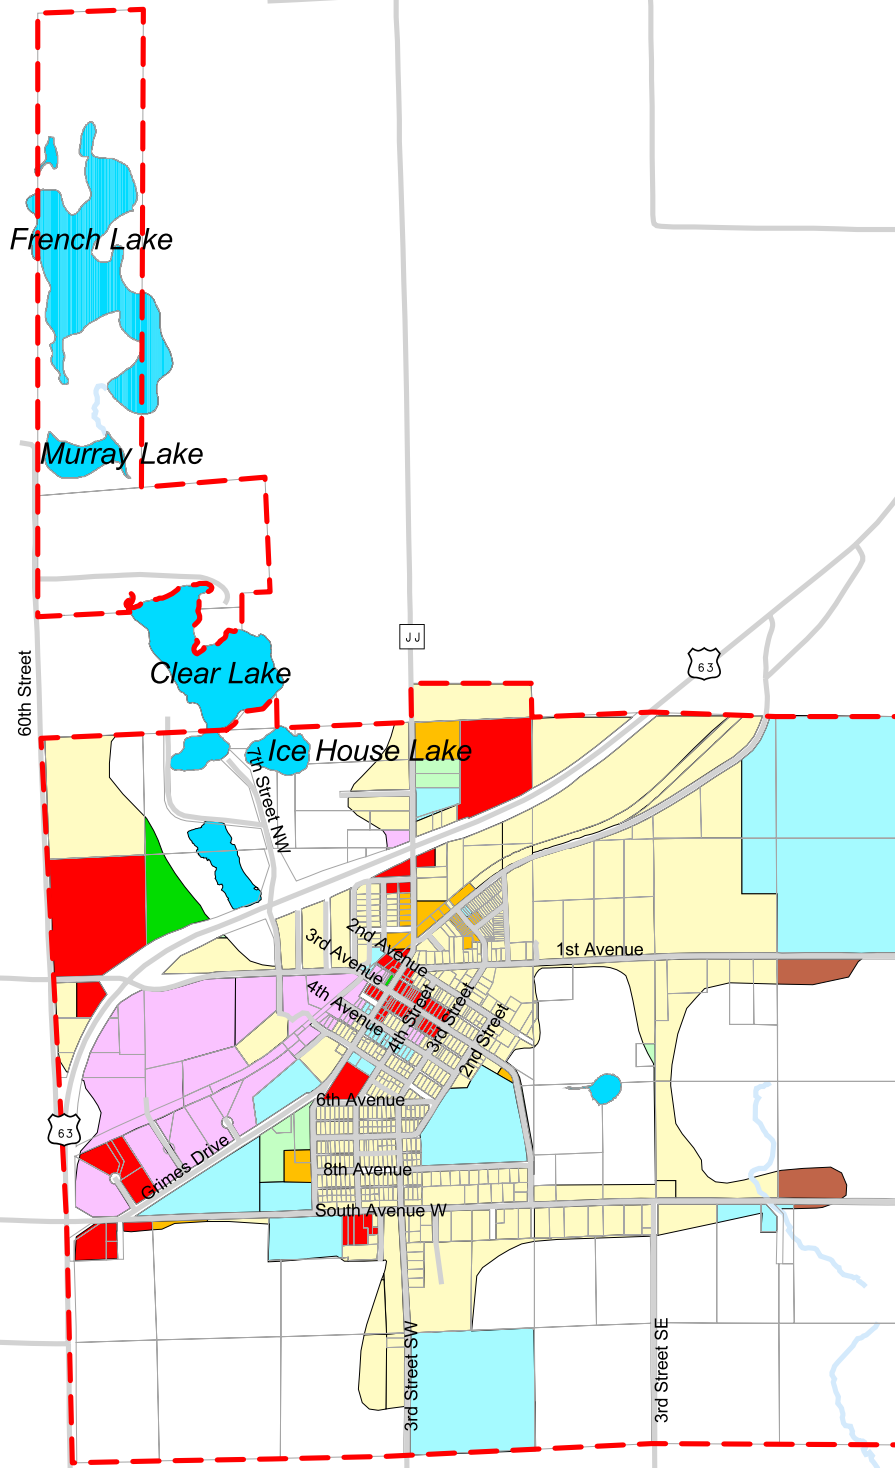 French Lake
Murray Lake
JJ
60th Street
63
Clear Lake
7th Street NW
Ice House Lake
2nd Avenue
3rd Avenue
1st Avenue
4th Avenue
4th Street
3rd Street
2nd Street
6th Avenue
63
Grimes Drive
8th Avenue
South Avenue W
3rd Street SW
3rd Street SE